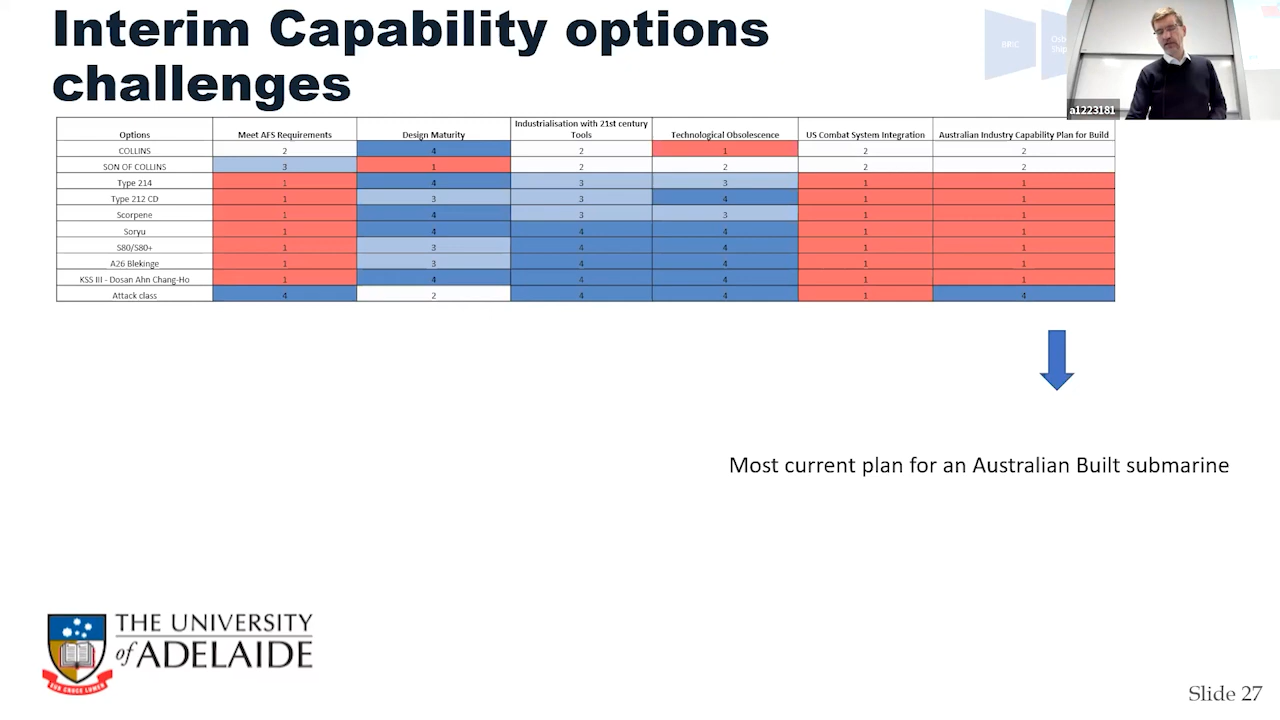 Interim Capability options
challenges
a1223181
Options Meet AFS Requirements Design Maturity Industrialisation with 21st century Tools Technological Obsolescence US Combat System Integration Australian Industry Capability Plan for Build
COLLINS 2 4 2 1 2 2
SON OF COLLINS 3 1 2 2 2 2
Type 214 1 4 3 3 1 1
Type 212 CD 1 3 3 4 1 1
Scorpene 1 4 3 3 1 1
Soryu 1 4 4 4 1 1
S80/S80+ 1 3 4 4 1 1
A26 Blekinge 1 3 4 4 1 1
KSS III - Dosan Ahn Chang-Ho 1 4 4 4 1 1
Attack class 4 2 4 4 1 4
Most current plan for an Australian Built submarine
THE UNIVERSITY
of ADELAIDE
SUB CRUCE LUMEN
Slide 27